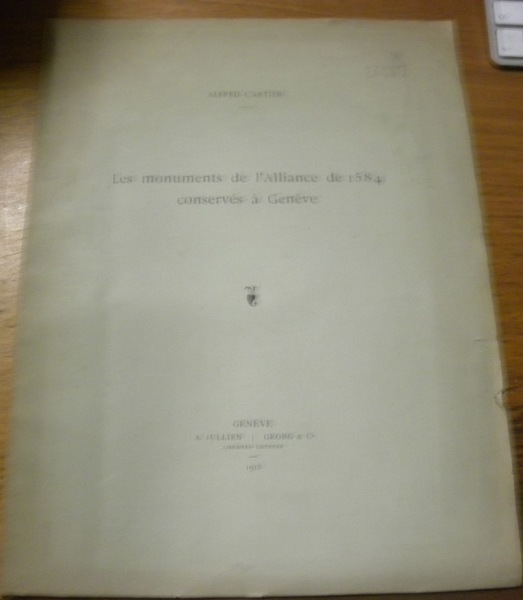 ALFRED CARTIER
Les monuments de l'Alliance de 1584
conservés à Genève
GENÈVE
A. JULLIEN | GEORG & Cie